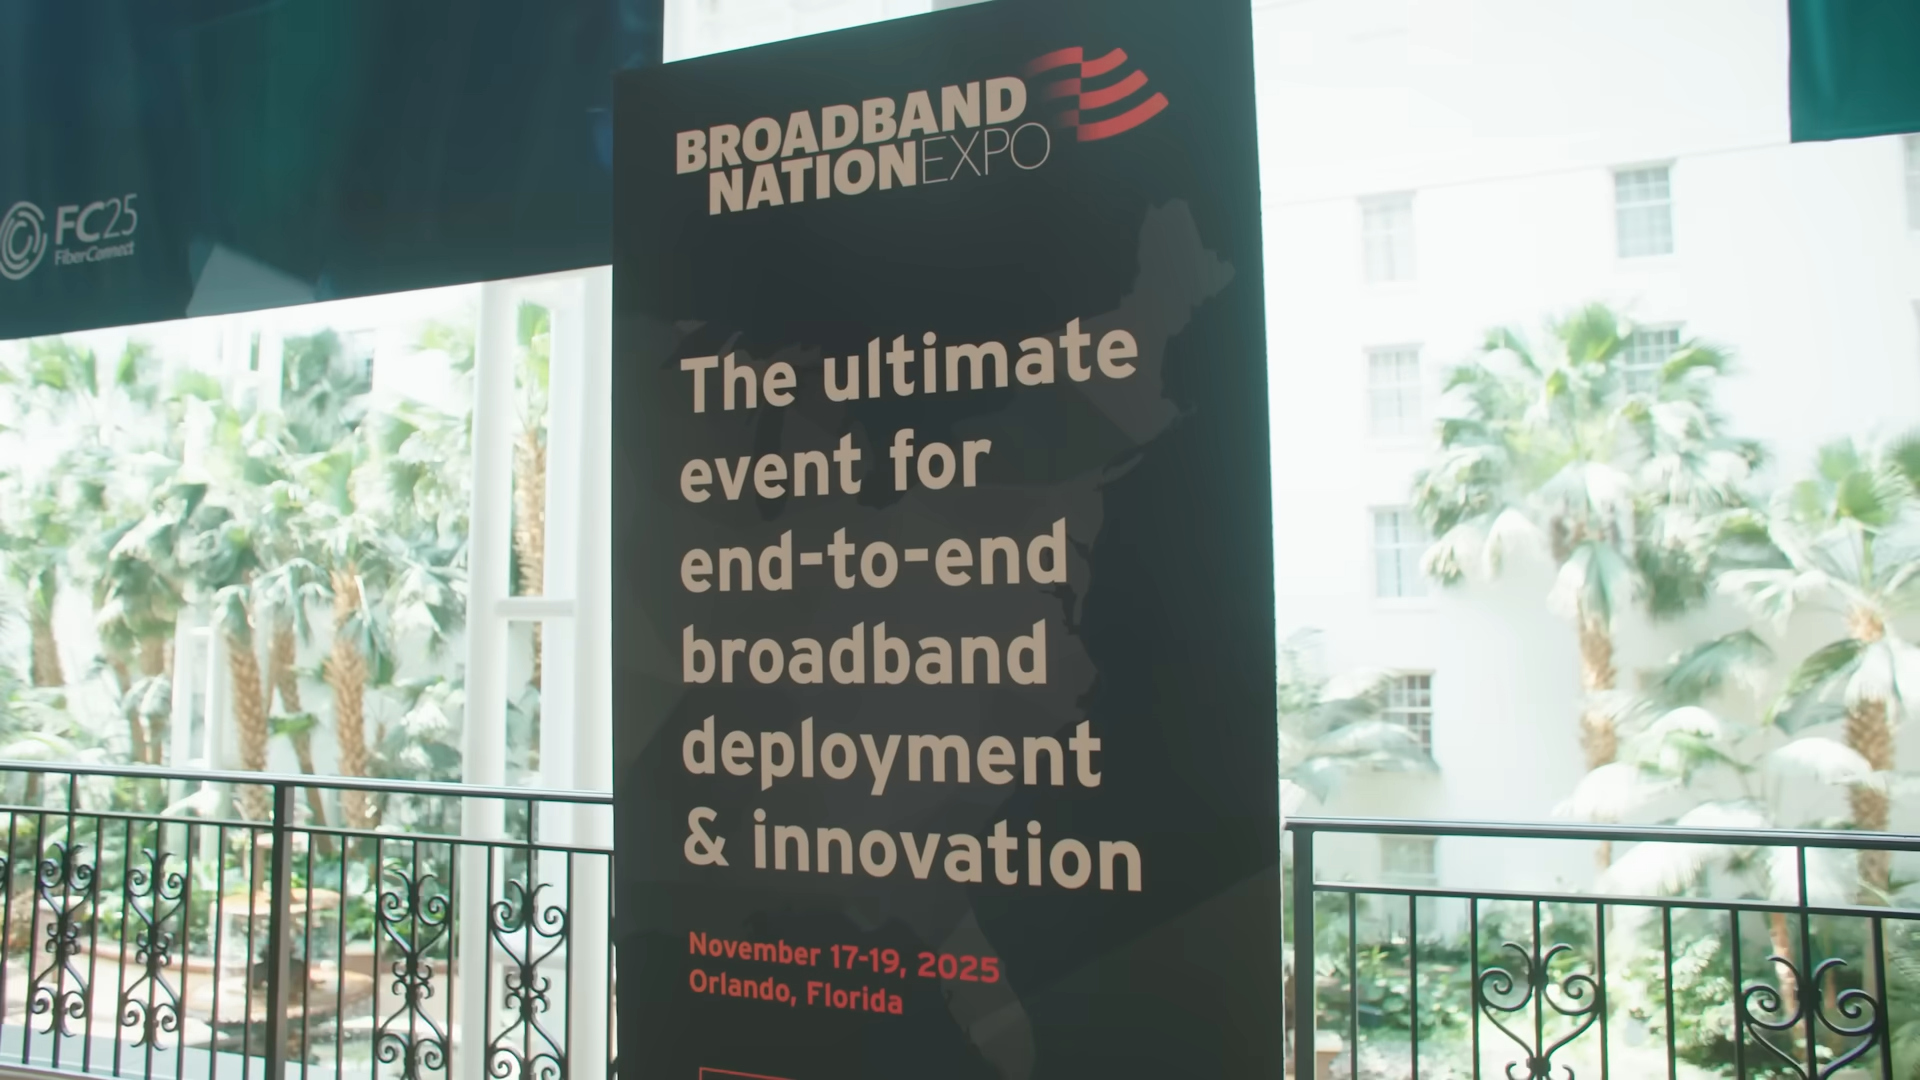 FC25
FiberConnect
BROADBAND
NATIONEXPO
The ultimate
event for
end-to-end
broadband
deployment
& innovation
November 17-19, 2025
Orlando, Florida